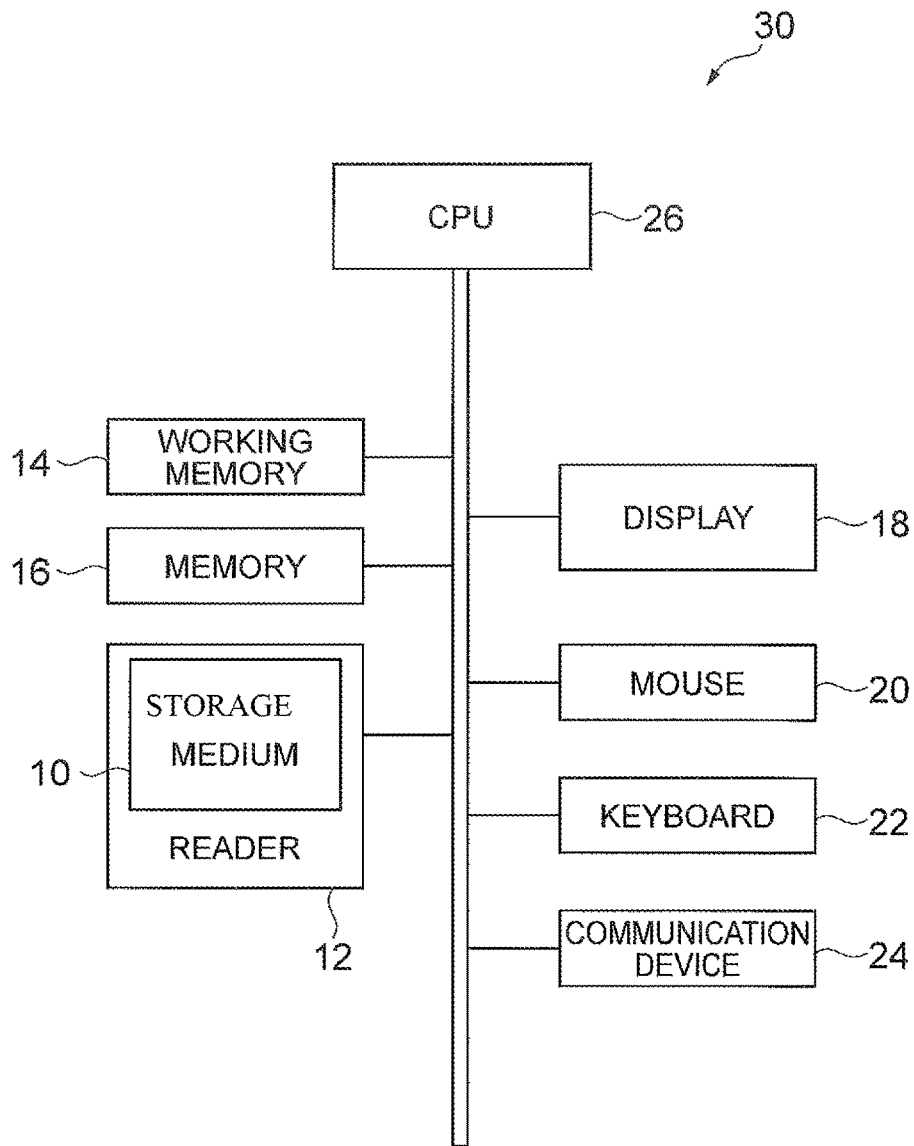 30
CPU
26
WORKING
MEMORY
14
DISPLAY
18
MEMORY
16
STORAGE
MEDIUM
10
READER
12
MOUSE
20
KEYBOARD
22
COMMUNICATION
DEVICE
24